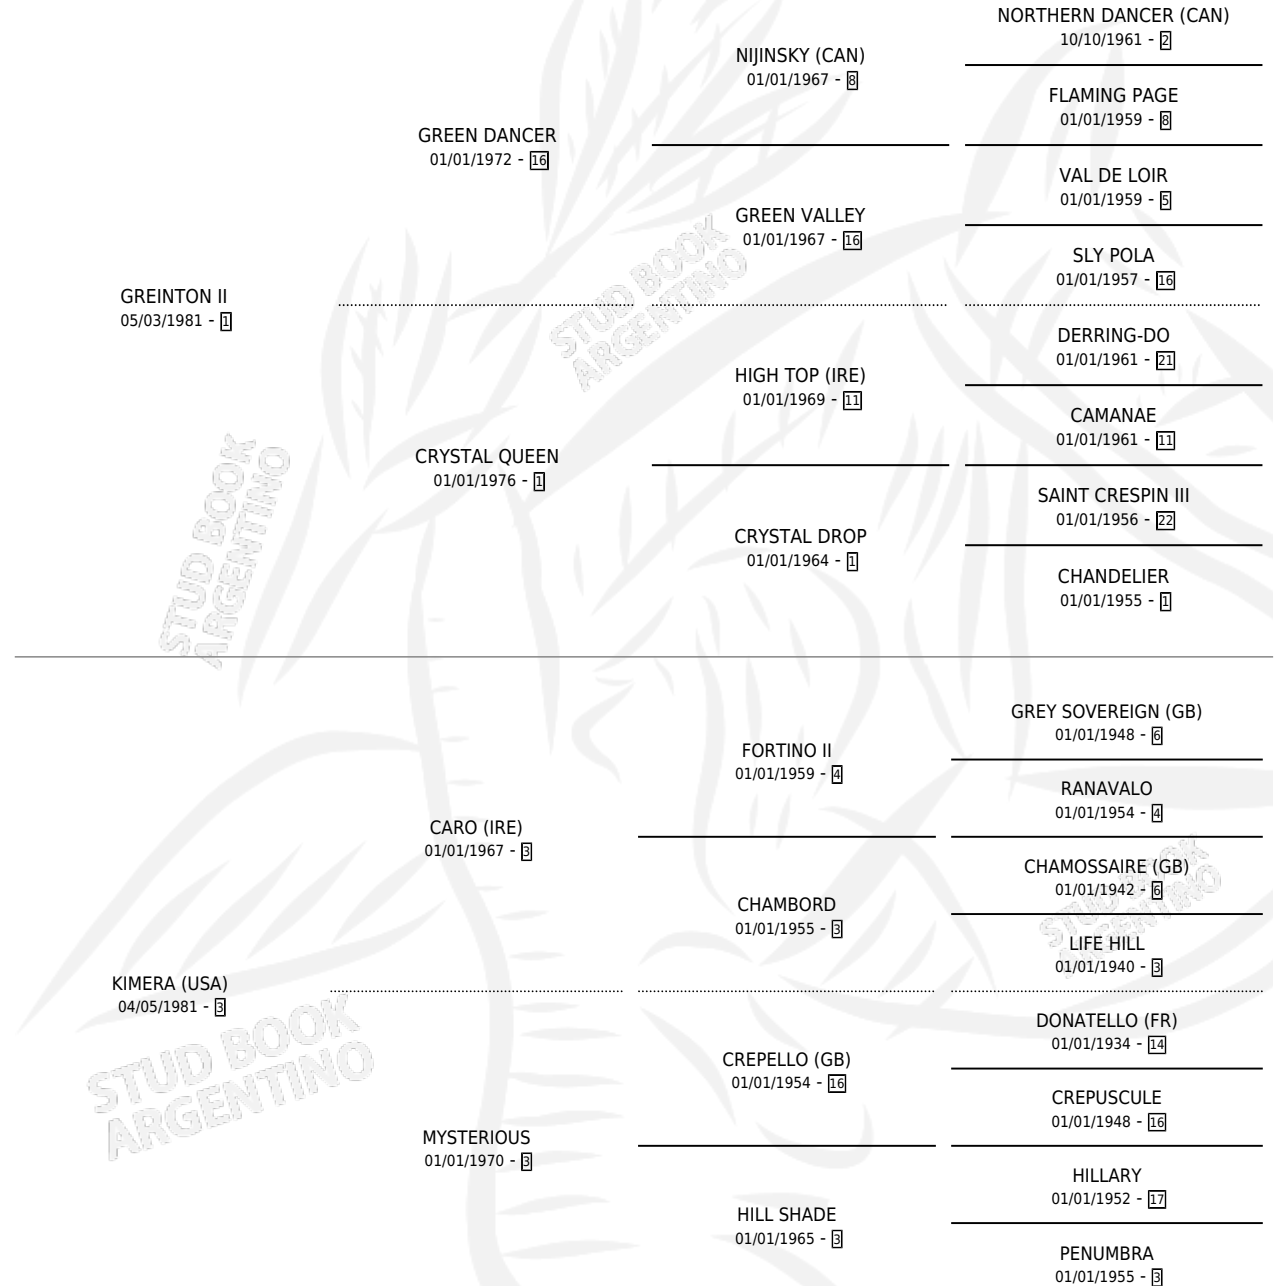 NORTHERN DANCER (CAN)
10/10/1961 - 2
NIJINSKY (CAN)
01/01/1967 - 8
FLAMING PAGE
01/01/1959 - 8
GREEN DANCER
01/01/1972 - 16
VAL DE LOIR
01/01/1959 - 5
GREEN VALLEY
01/01/1967 - 16
SLY POLA
01/01/1957 - 16
GREINTON II
05/03/1981 - 1
STUD BOOK
ARGENTINO
DERRING-DO
01/01/1961 - 21
HIGH TOP (IRE)
01/01/1969 - 11
CAMANAE
01/01/1961 - 11
CRYSTAL QUEEN
01/01/1976 - 1
SAINT CRESPIN III
01/01/1956 - 22
CRYSTAL DROP
01/01/1964 - 1
CHANDELIER
01/01/1955 - 1
STUD BOOK
ARGENTINO
GREY SOVEREIGN (GB)
01/01/1948 - 6
FORTINO II
01/01/1959 - 4
RANAVALO
01/01/1954 - 4
CARO (IRE)
01/01/1967 - 3
CHAMOSSAIRE (GB)
01/01/1942 - 6
CHAMBORD
01/01/1955 - 3
STUD BOOK
ARGENTINO
LIFE HILL
01/01/1940 - 3
KIMERA (USA)
04/05/1981 - 3
DONATELLO (FR)
01/01/1934 - 14
CREPELLO (GB)
01/01/1954 - 16
CREPUSCULE
01/01/1948 - 16
STUD BOOK
ARGENTINO
MYSTERIOUS
01/01/1970 - 3
HILLARY
01/01/1952 - 17
HILL SHADE
01/01/1965 - 3
PENUMBRA
01/01/1955 - 3